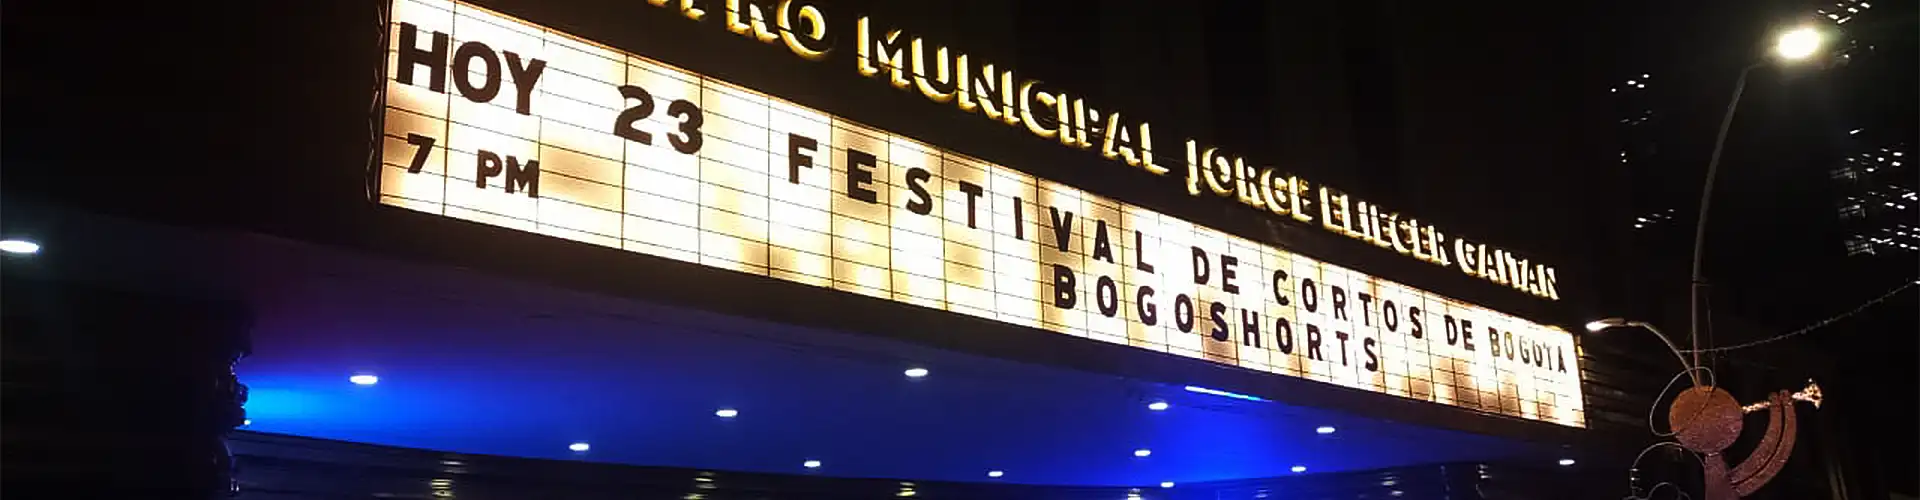 MUNICIPAL JORGE ELIECER GAITAN
HOY 23 FESTIVAL DE CORTOS DE BOGOTA
7 PM BOGOSHORTS